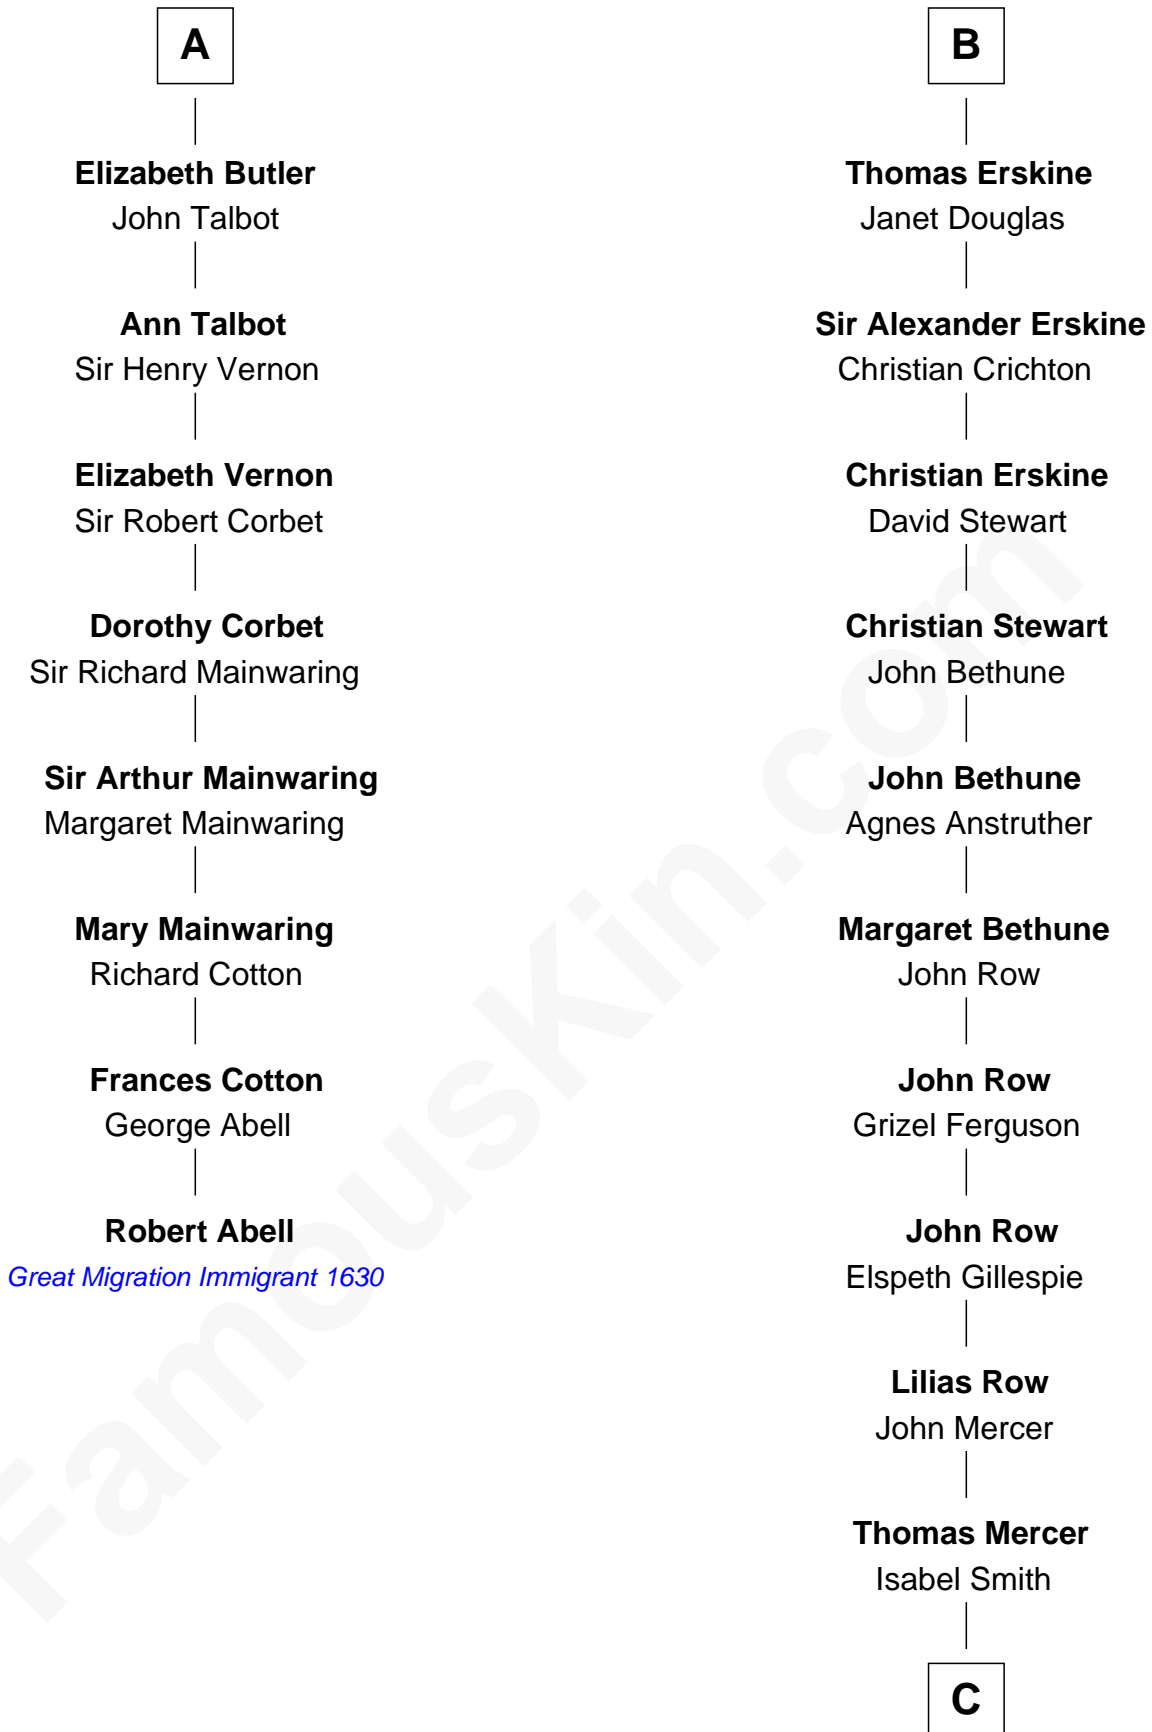 A
Elizabeth Butler
John Talbot
Ann Talbot
Sir Henry Vernon
Elizabeth Vernon
Sir Robert Corbet
Dorothy Corbet
Sir Richard Mainwaring
Sir Arthur Mainwaring
Margaret Mainwaring
Mary Mainwaring
Richard Cotton
Frances Cotton
George Abell
Robert Abell
Great Migration Immigrant 1630
B
Thomas Erskine
Janet Douglas
Sir Alexander Erskine
Christian Crichton
Christian Erskine
David Stewart
Christian Stewart
John Bethune
John Bethune
Agnes Anstruther
Margaret Bethune
John Row
John Row
Grizel Ferguson
John Row
Elspeth Gillespie
Lilias Row
John Mercer
Thomas Mercer
Isabel Smith
C
FamousKin.com